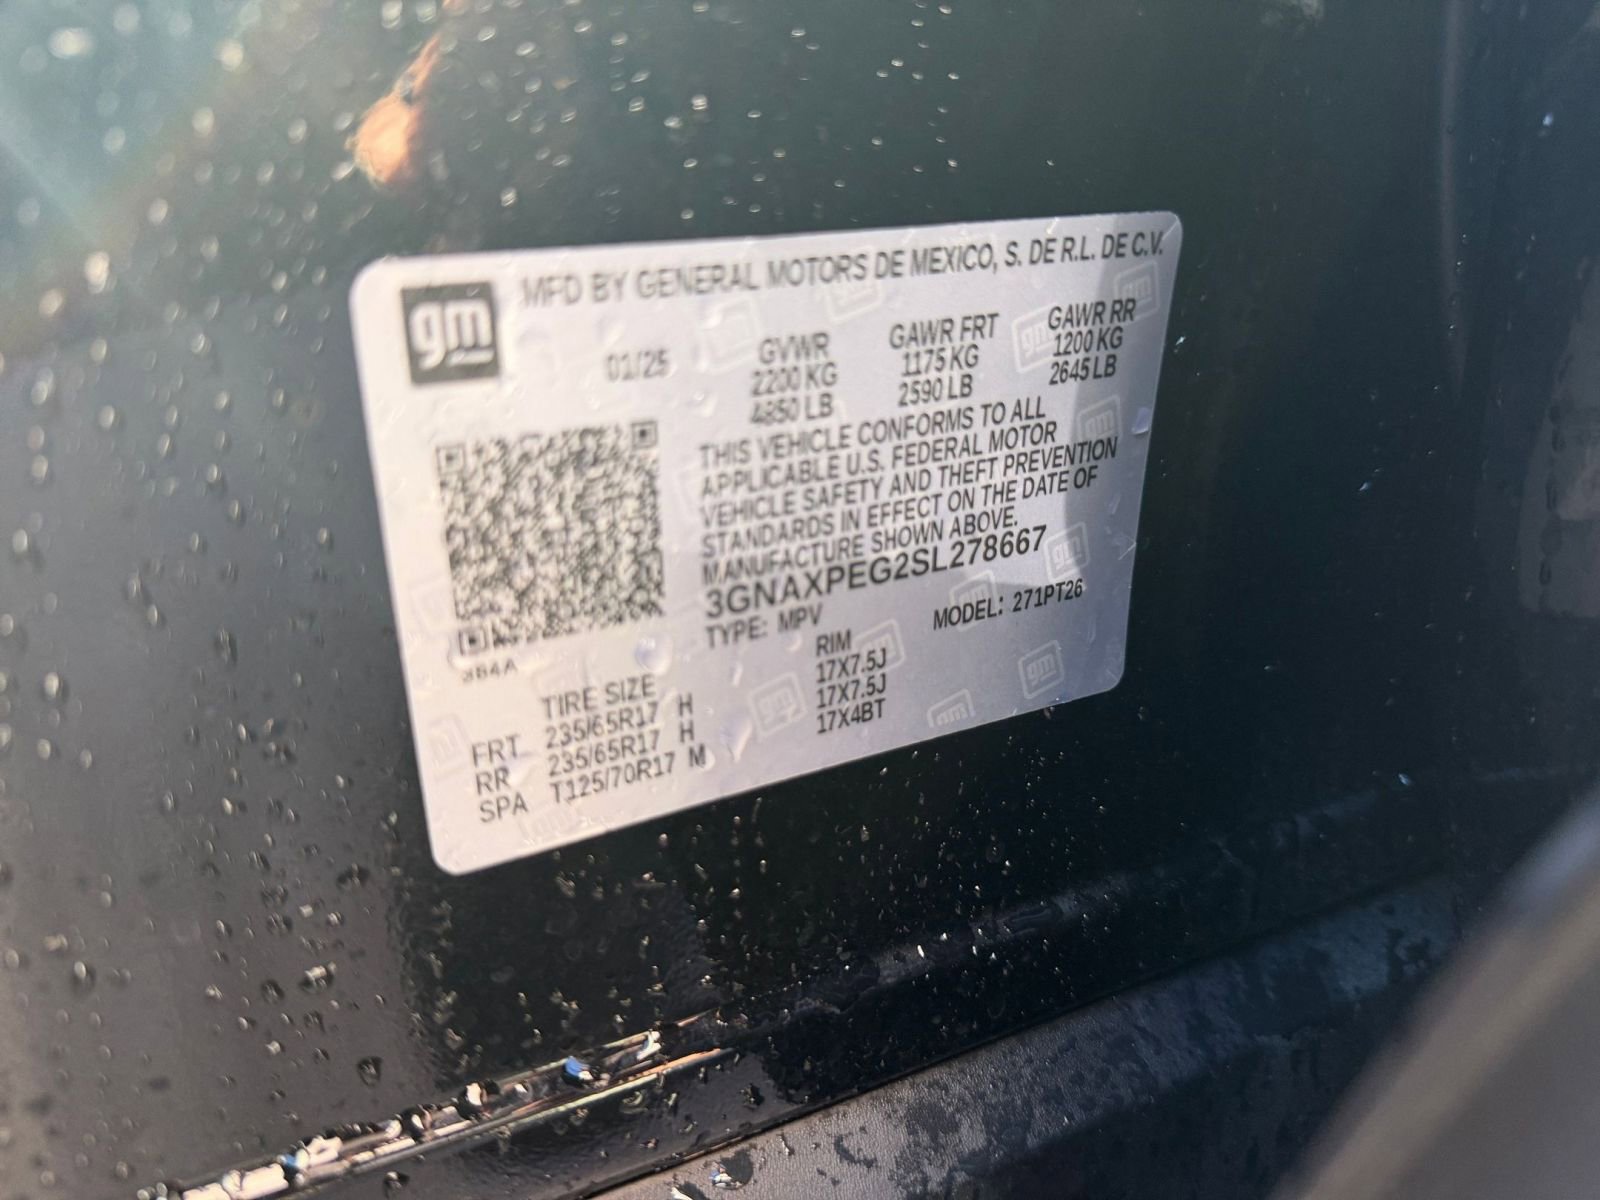 gm
MFD BY GENERAL MOTORS DE MEXICO, S. DE R.L. DE C.V.
01/25
GVWR GAWR FRT GAWR RR
2200 KG 1175 KG 1200 KG
4850 LB 2590 LB 2645 LB
THIS VEHICLE CONFORMS TO ALL
APPLICABLE U.S. FEDERAL MOTOR
VEHICLE SAFETY AND THEFT PREVENTION
STANDARDS IN EFFECT ON THE DATE OF
MANUFACTURE SHOWN ABOVE.
3GNAXPEG2SL278667
TYPE: MPV MODEL: 271PT26
3B4A
TIRE SIZE RIM
FRT 235/65R17 H 17X7.5J
RR 235/65R17 H 17X7.5J
SPA T125/70R17 M 17X4BT